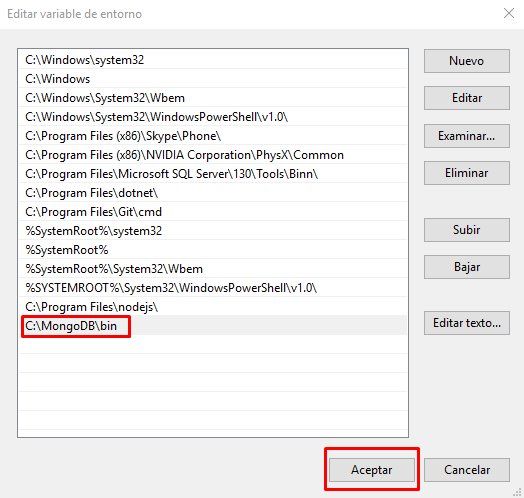 Editar variable de entorno
C:\Windows\system32
C:\Windows
C:\Windows\System32\Wbem
C:\Windows\System32\WindowsPowerShell\v1.0\
C:\Program Files (x86)\Skype\Phone\
C:\Program Files (x86)\NVIDIA Corporation\PhysX\Common
C:\Program Files\Microsoft SQL Server\130\Tools\Binn\
C:\Program Files\dotnet\
C:\Program Files\Git\cmd
%SystemRoot%\system32
%SystemRoot%
%SystemRoot%\System32\Wbem
%SYSTEMROOT%\System32\WindowsPowerShell\v1.0\
C:\Program Files\nodejs\
C:\MongoDB\bin
Nuevo
Editar
Examinar...
Eliminar
Subir
Bajar
Editar texto...
Aceptar
Cancelar